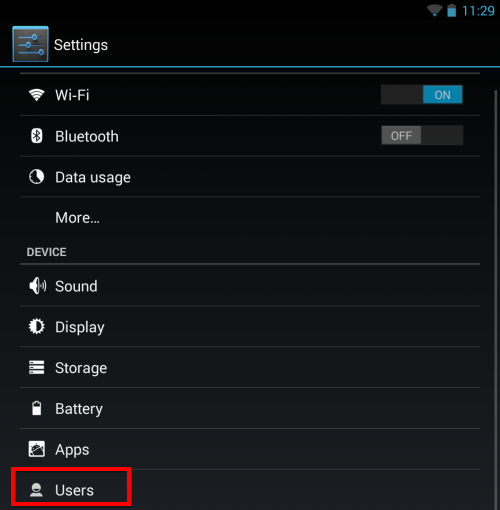 11:29
Settings
Wi-Fi ON
Bluetooth OFF
Data usage
More...
DEVICE
Sound
Display
Storage
Battery
Apps
Users